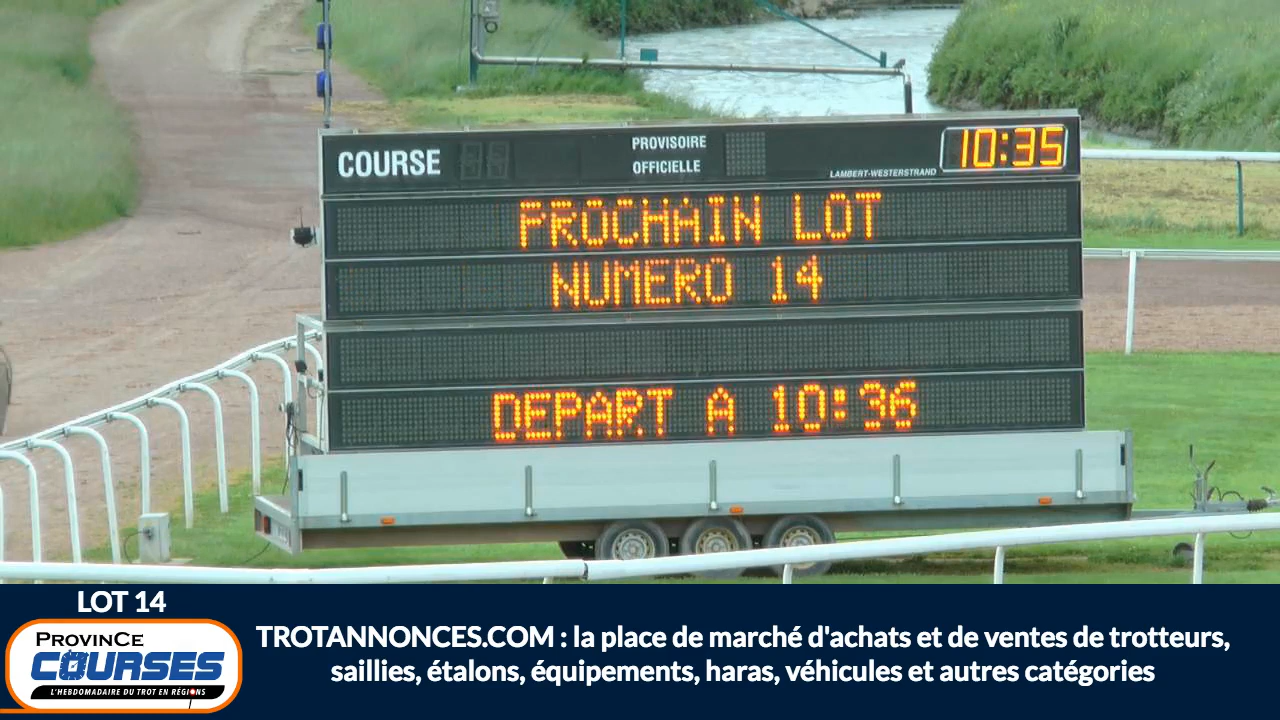 COURSE
PROVISOIRE
OFFICIELLE
LAMBERT-WESTERSTRAND
10:35
PROCHAIN LOT
NUMERO 14
DEPART A 10:36
LOT 14
PROVINCE
COURSES
L'HEBDOMADAIRE DU TROT EN RÉGIONS
TROTANNONCES.COM : la place de marché d'achats et de ventes de trotteurs,
saillies, étalons, équipements, haras, véhicules et autres catégories